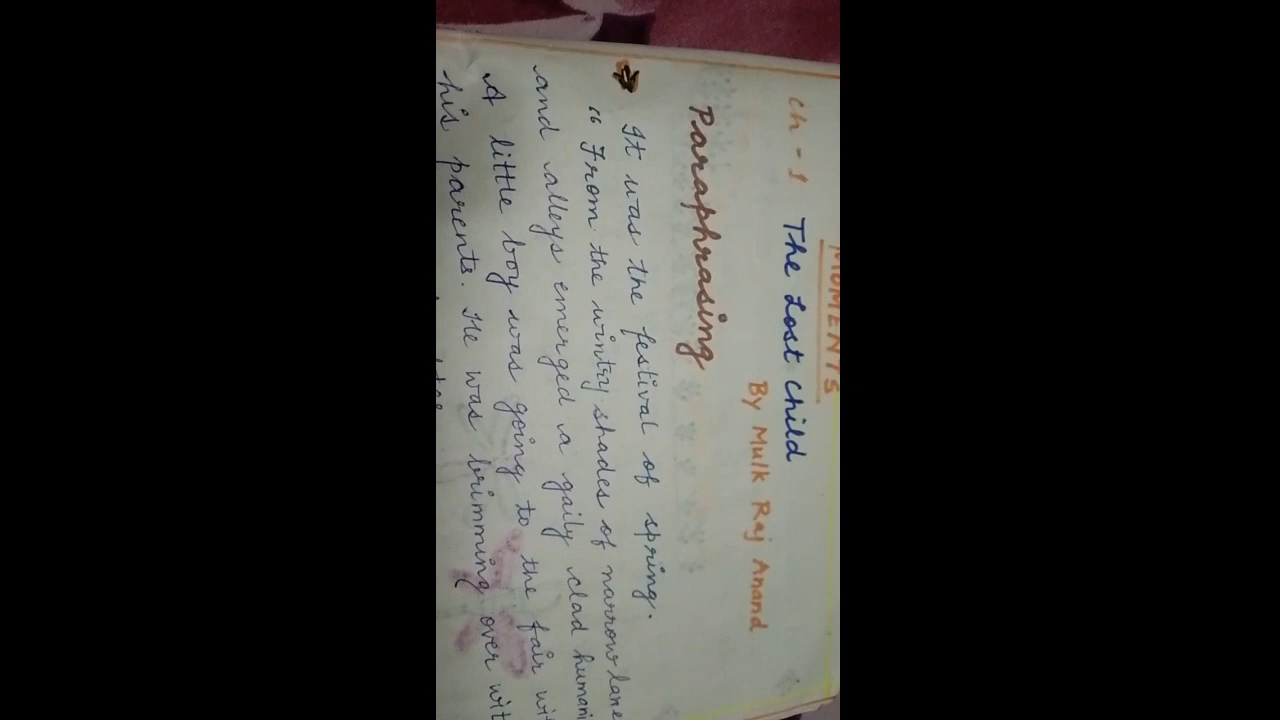 MOMENTS
Ch - 1 The Lost Child
By Mulk Raj Anand
Paraphrasing
It was the festival of spring.
“ From the wintry shades of narrow lane
and alleys emerged a gaily clad humani
A little boy was going to the fair wi
his parents. He was brimming over wit